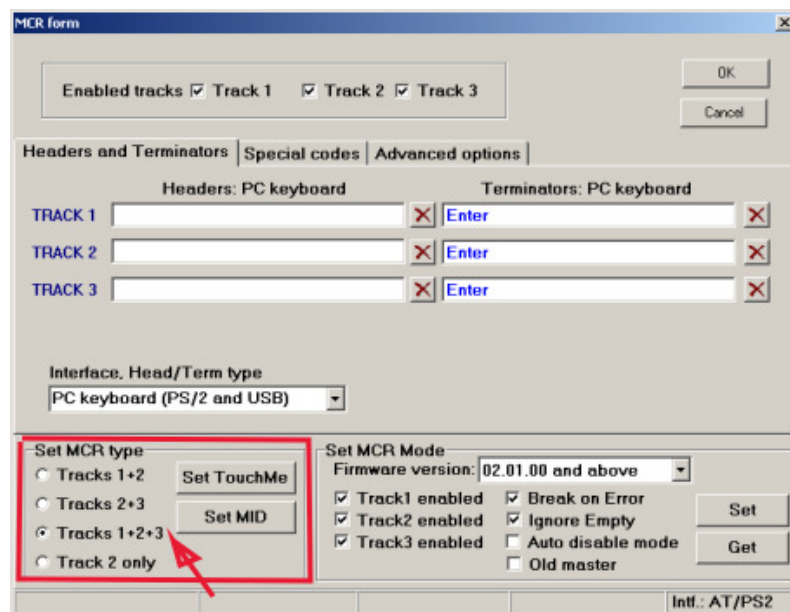 MCR form
OK
Enabled tracks Track 1 Track 2 Track 3
Cancel
Headers and Terminators Special codes Advanced options
Headers: PC keyboard Terminators: PC keyboard
TRACK 1 Enter
TRACK 2 Enter
TRACK 3 Enter
Interface, Head/Term type
PC keyboard (PS/2 and USB)
Set MCR type
Tracks 1+2
Set TouchMe
Tracks 2+3
Set MID
Tracks 1+2+3
Track 2 only
Set MCR Mode
Firmware version: 02.01.00 and above
Track1 enabled Break on Error
Track2 enabled Ignore Empty
Track3 enabled Auto disable mode
Old master
Set
Get
Intf.: AT/PS2